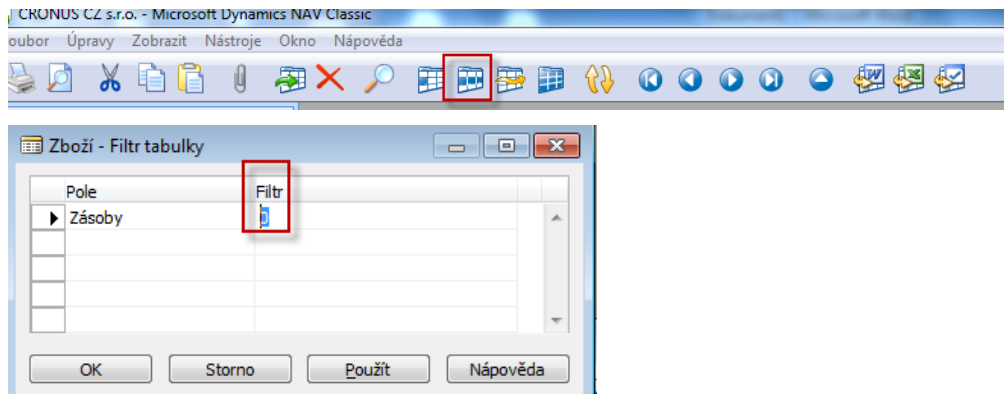 CRONUS CZ s.r.o. - Microsoft Dynamics NAV Classic
oubor Úpravy Zobrazit Nástroje Okno Nápověda
Zboží - Filtr tabulky
Pole Filtr
Zásoby 0
OK Storno Použít Nápověda